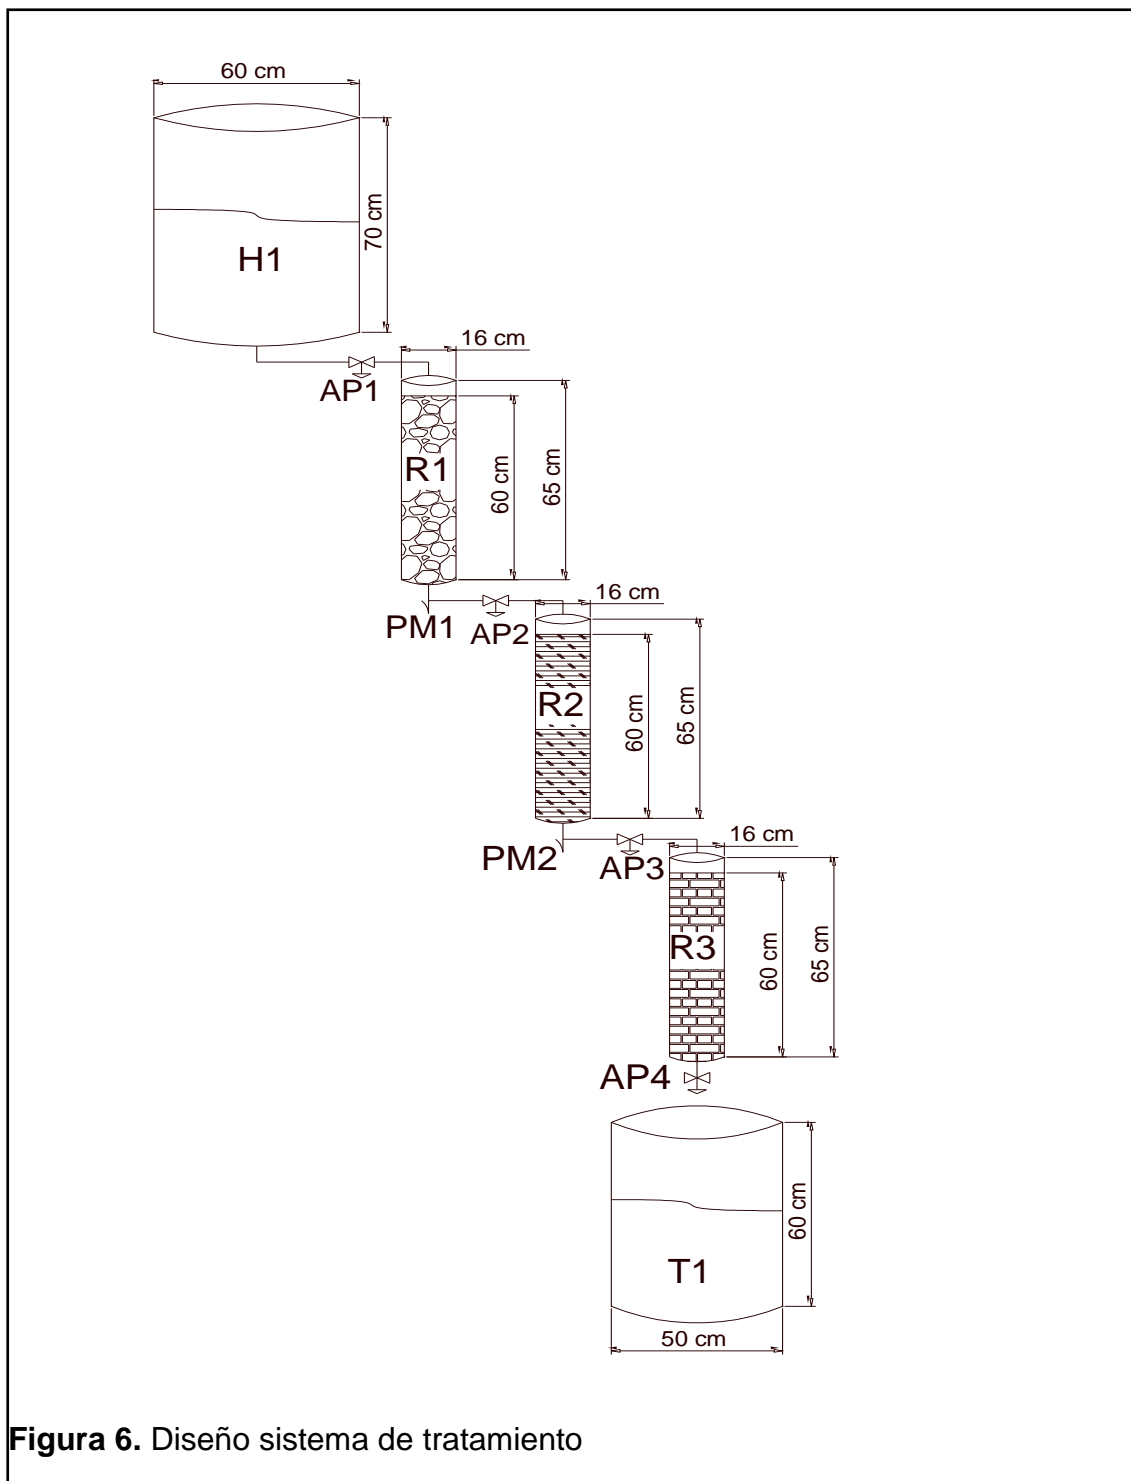 60 cm
70 cm
H1
16 cm
AP1
R1
60 cm
65 cm
16 cm
PM1
AP2
R2
60 cm
65 cm
16 cm
PM2
AP3
R3
60 cm
65 cm
AP4
60 cm
T1
50 cm
Figura 6. Diseño sistema de tratamiento